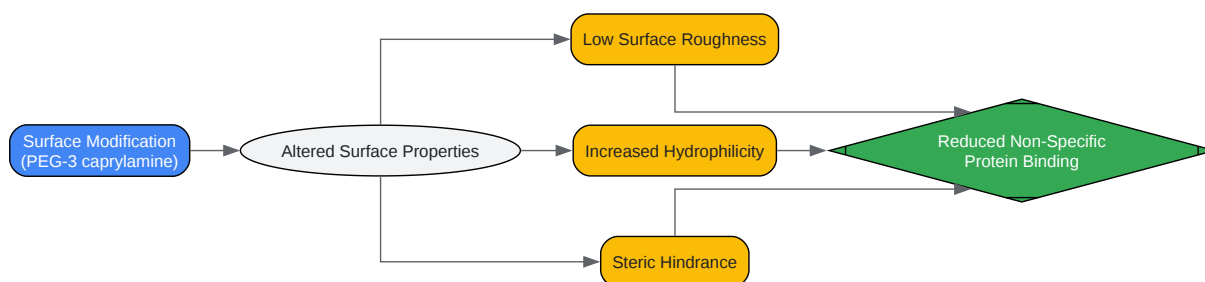 Low Surface Roughness
Surface Modification
(PEG-3 caprylamine)
Altered Surface Properties
Increased Hydrophilicity
Reduced Non-Specific
Protein Binding
Steric Hindrance